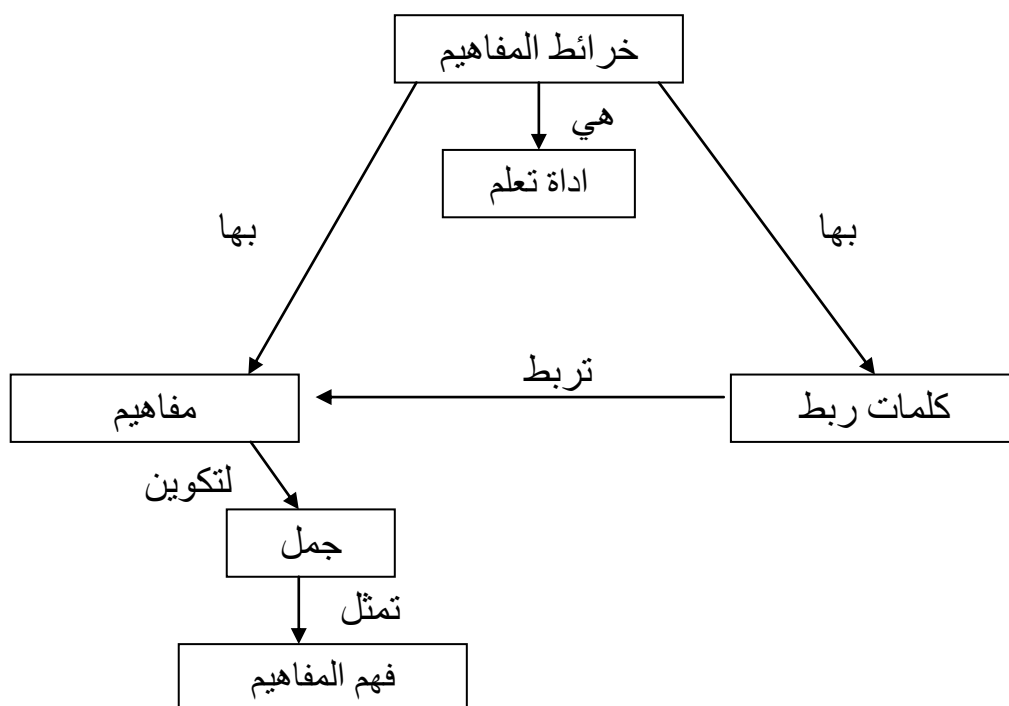 خرائط المفاهيم
هي
اداة تعلم
بها
بها
تربط
كلمات ربط
مفاهيم
لتكوين
جمل
تمثل
فهم المفاهيم